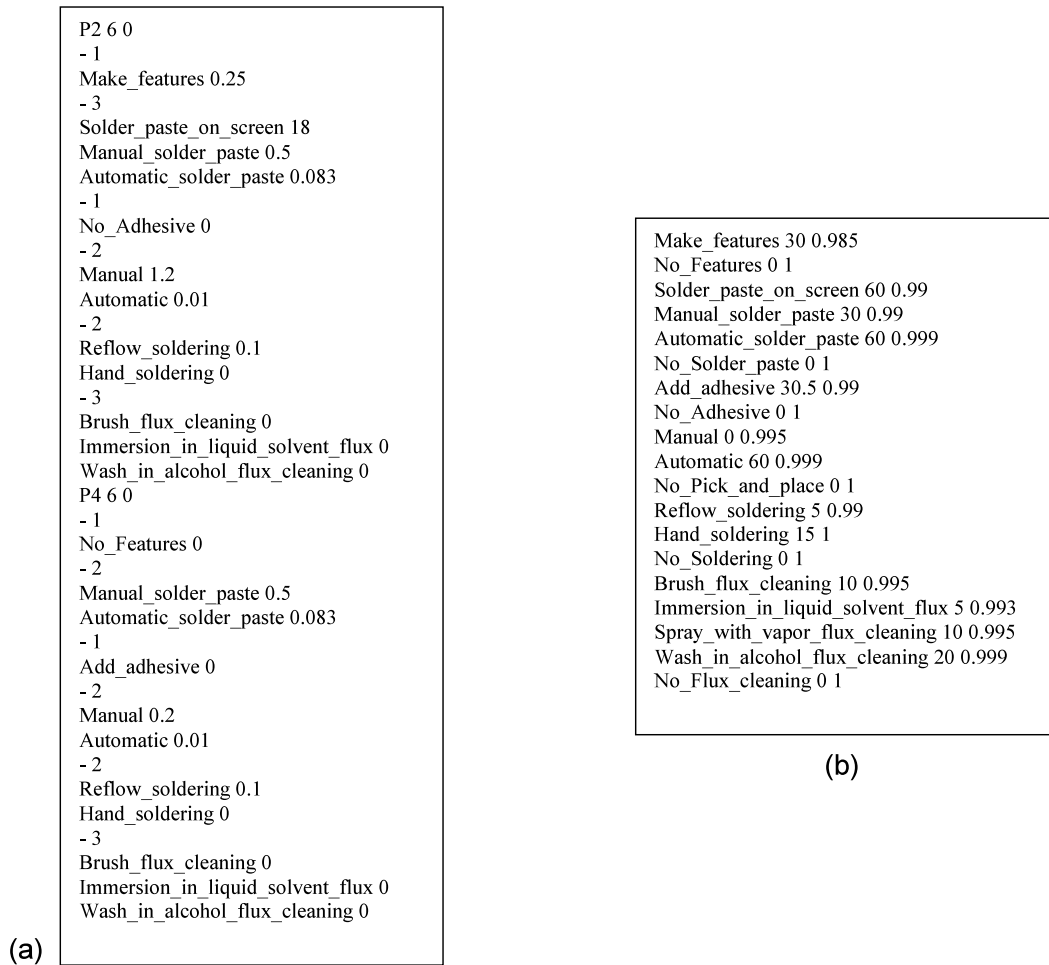 P2 6 0
- 1
Make_features 0.25
- 3
Solder_paste_on_screen 18
Manual_solder_paste 0.5
Automatic_solder_paste 0.083
- 1
No_Adhesive 0
- 2
Manual 1.2
Automatic 0.01
- 2
Reflow_soldering 0.1
Hand_soldering 0
- 3
Brush_flux_cleaning 0
Immersion_in_liquid_solvent_flux 0
Wash_in_alcohol_flux_cleaning 0
P4 6 0
- 1
No_Features 0
- 2
Manual_solder_paste 0.5
Automatic_solder_paste 0.083
- 1
Add_adhesive 0
- 2
Manual 0.2
Automatic 0.01
- 2
Reflow_soldering 0.1
Hand_soldering 0
- 3
Brush_flux_cleaning 0
Immersion_in_liquid_solvent_flux 0
Wash_in_alcohol_flux_cleaning 0
(a)
Make_features 30 0.985
No_Features 0 1
Solder_paste_on_screen 60 0.99
Manual_solder_paste 30 0.99
Automatic_solder_paste 60 0.999
No_Solder_paste 0 1
Add_adhesive 30.5 0.99
No_Adhesive 0 1
Manual 0 0.995
Automatic 60 0.999
No_Pick_and_place 0 1
Reflow_soldering 5 0.99
Hand_soldering 15 1
No_Soldering 0 1
Brush_flux_cleaning 10 0.995
Immersion_in_liquid_solvent_flux 5 0.993
Spray_with_vapor_flux_cleaning 10 0.995
Wash_in_alcohol_flux_cleaning 20 0.999
No_Flux_cleaning 0 1
(b)